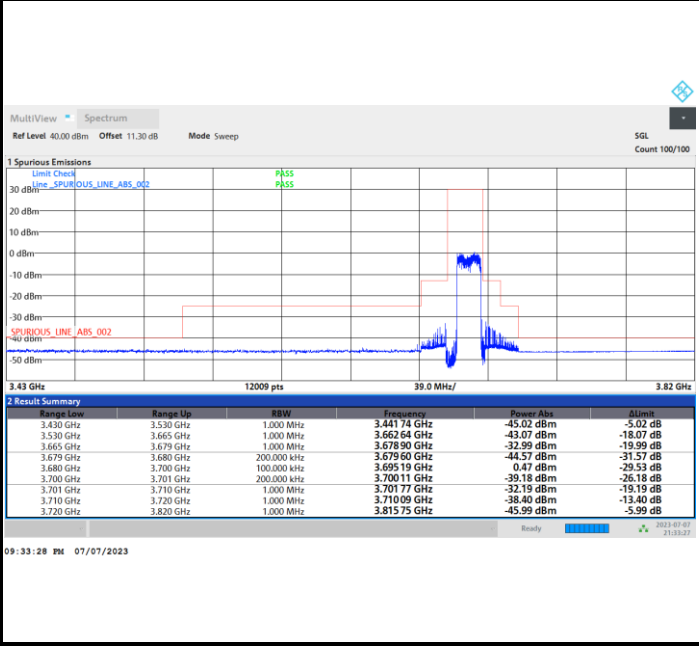 MultiView Spectrum
Ref Level 40.00 dBm Offset 11.30 dB Mode Sweep SGL
Count 100/100
1 Spurious Emissions
Limit Check PASS
Line _SPURIOUS_LINE_ABS_002 PASS
30 dBm
20 dBm
10 dBm
0 dBm
-10 dBm
-20 dBm
-30 dBm
_SPURIOUS_LINE_ABS_002
-40 dBm
-50 dBm
3.43 GHz 12009 pts 39.0 MHz/ 3.82 GHz
2 Result Summary
Range Low Range Up RBW Frequency Power Abs ΔLimit
3.430 GHz 3.530 GHz 1.000 MHz 3.441 74 GHz -45.02 dBm -5.02 dB
3.530 GHz 3.665 GHz 1.000 MHz 3.662 64 GHz -43.07 dBm -18.07 dB
3.665 GHz 3.679 GHz 1.000 MHz 3.678 90 GHz -32.99 dBm -19.99 dB
3.679 GHz 3.680 GHz 200.000 kHz 3.679 60 GHz -44.57 dBm -31.57 dB
3.680 GHz 3.700 GHz 100.000 kHz 3.695 19 GHz 0.47 dBm -29.53 dB
3.700 GHz 3.701 GHz 200.000 kHz 3.700 11 GHz -39.18 dBm -26.18 dB
3.701 GHz 3.710 GHz 1.000 MHz 3.701 77 GHz -32.19 dBm -19.19 dB
3.710 GHz 3.720 GHz 1.000 MHz 3.710 09 GHz -38.40 dBm -13.40 dB
3.720 GHz 3.820 GHz 1.000 MHz 3.815 75 GHz -45.99 dBm -5.99 dB
Ready 2023-07-07
21:33:27
09:33:28 PM 07/07/2023